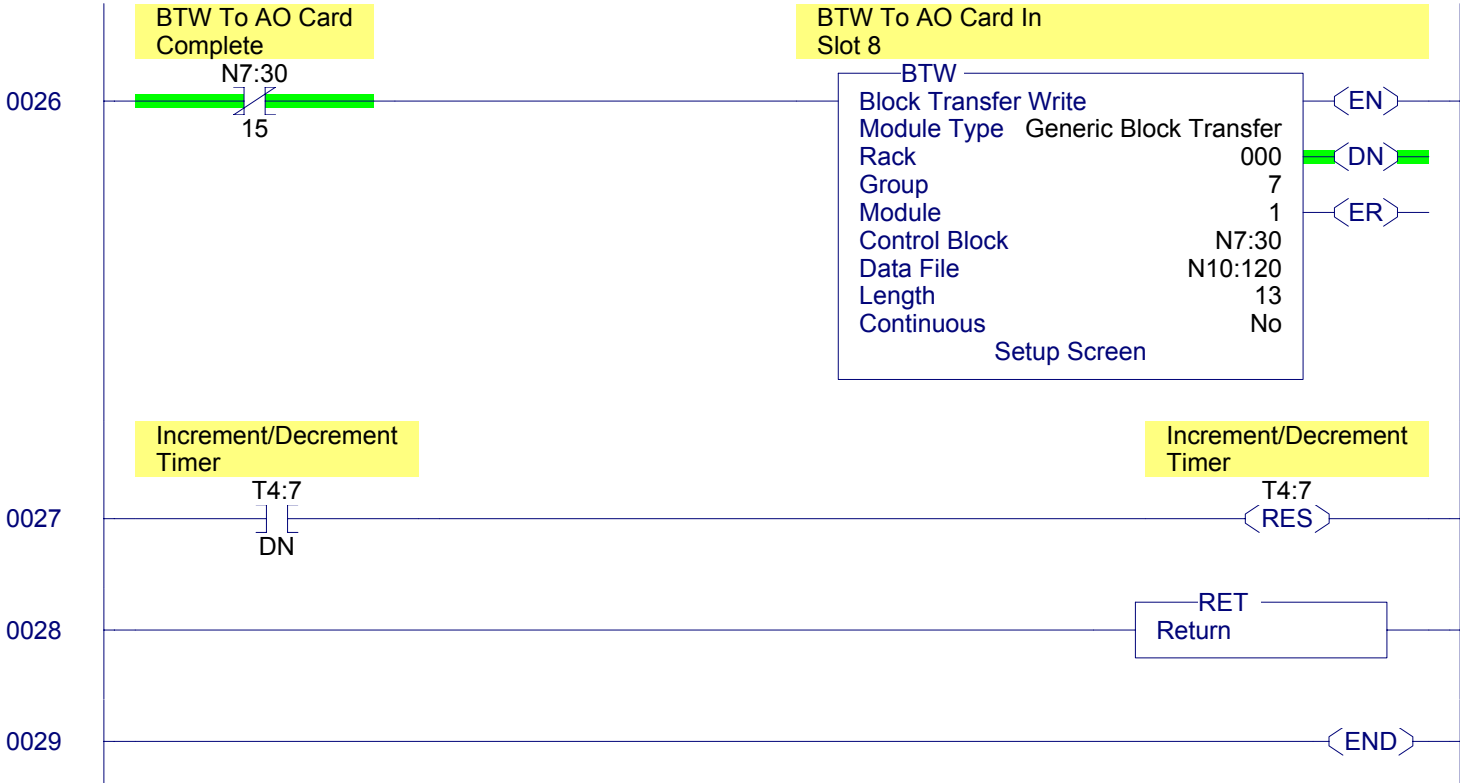 BTW To AO Card
Complete
BTW To AO Card In
Slot 8
N7:30
15
0026
BTW
Block Transfer Write
Module Type Generic Block Transfer
Rack 000
Group 7
Module 1
Control Block N7:30
Data File N10:120
Length 13
Continuous No
Setup Screen
EN
DN
ER
Increment/Decrement
Timer
Increment/Decrement
Timer
T4:7
DN
T4:7
RES
0027
RET
Return
0028
0029
END